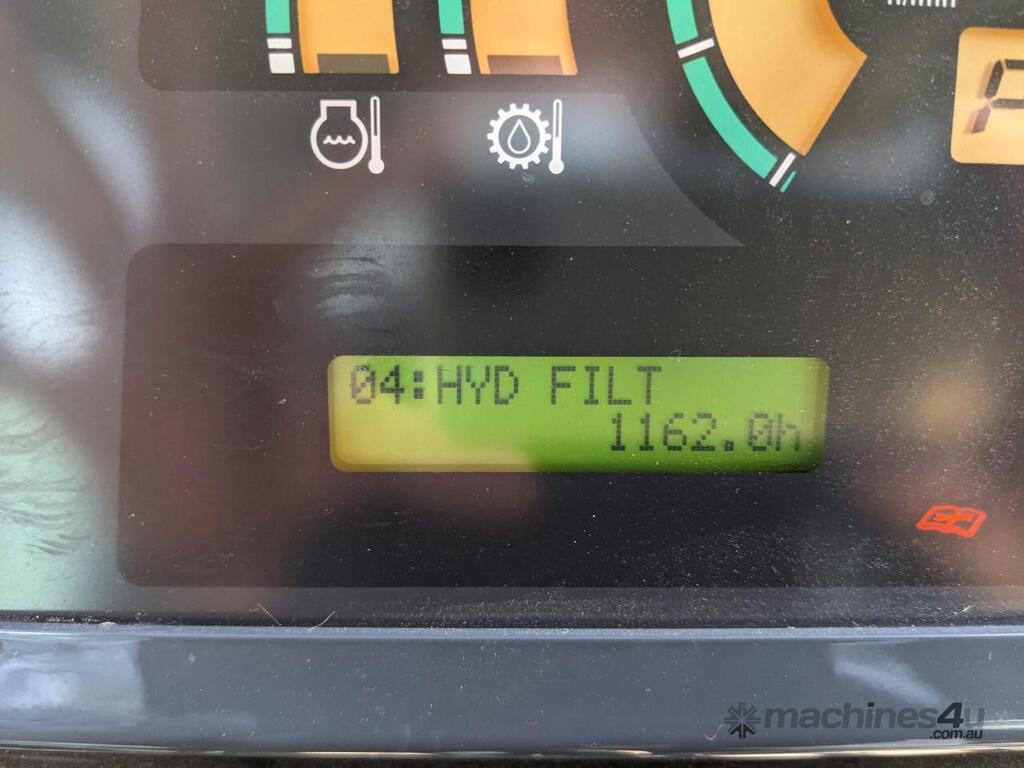 P
04:HYD FILT
1162.0h
machines4u
.com.au